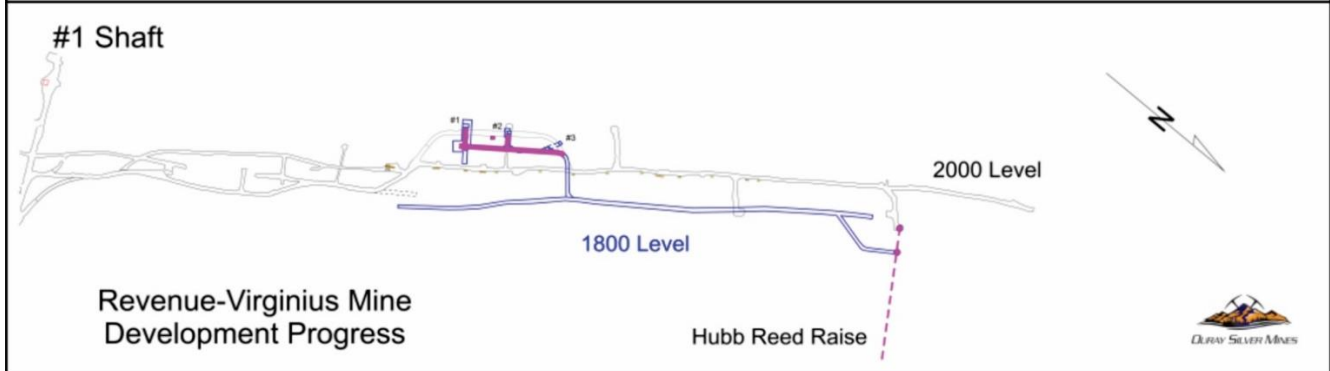 #1 Shaft
#1
#2
#3
N
2000 Level
1800 Level
Revenue-Virginius Mine
Development Progress
Hubb Reed Raise
OURAY SILVER MINES